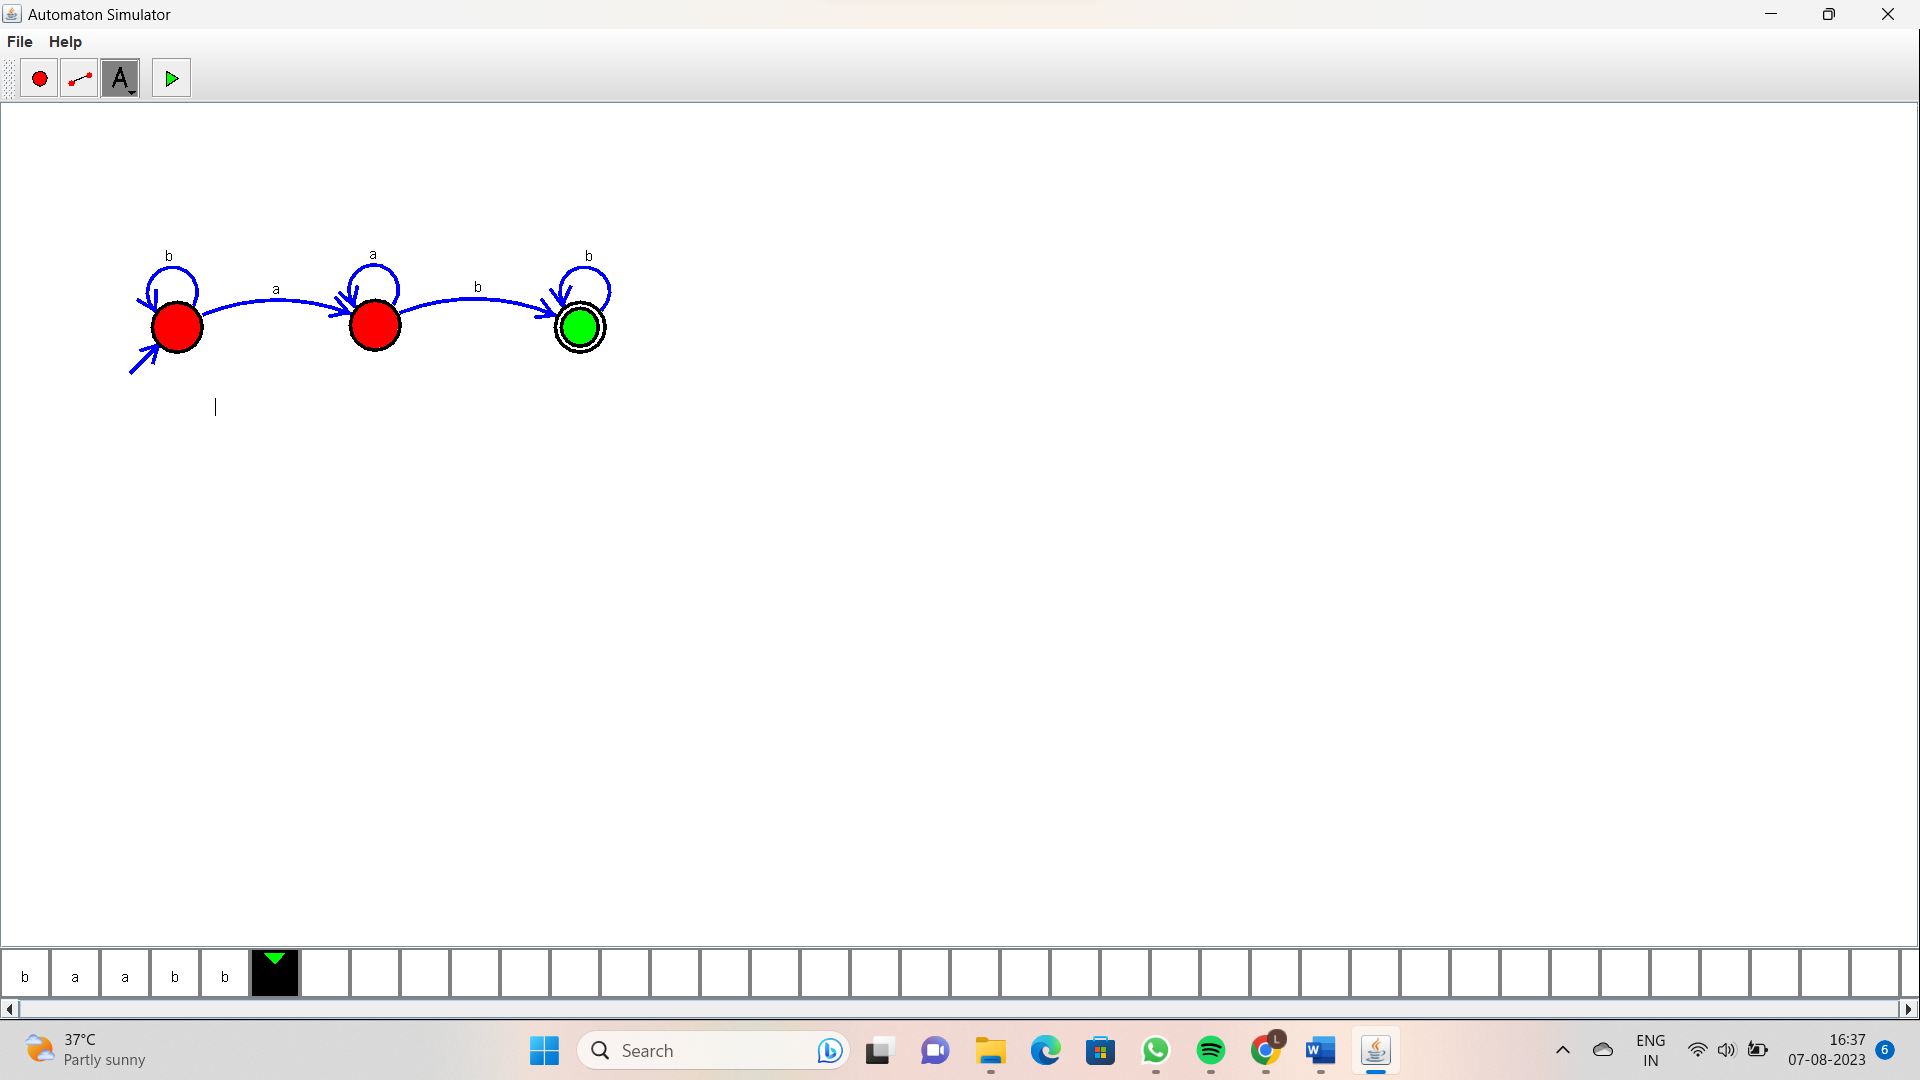 Automaton Simulator
File Help
A
b a b
a b
b a a b b
37°C
Partly sunny
Search
L
W
ENG
IN
16:37
07-08-2023
6